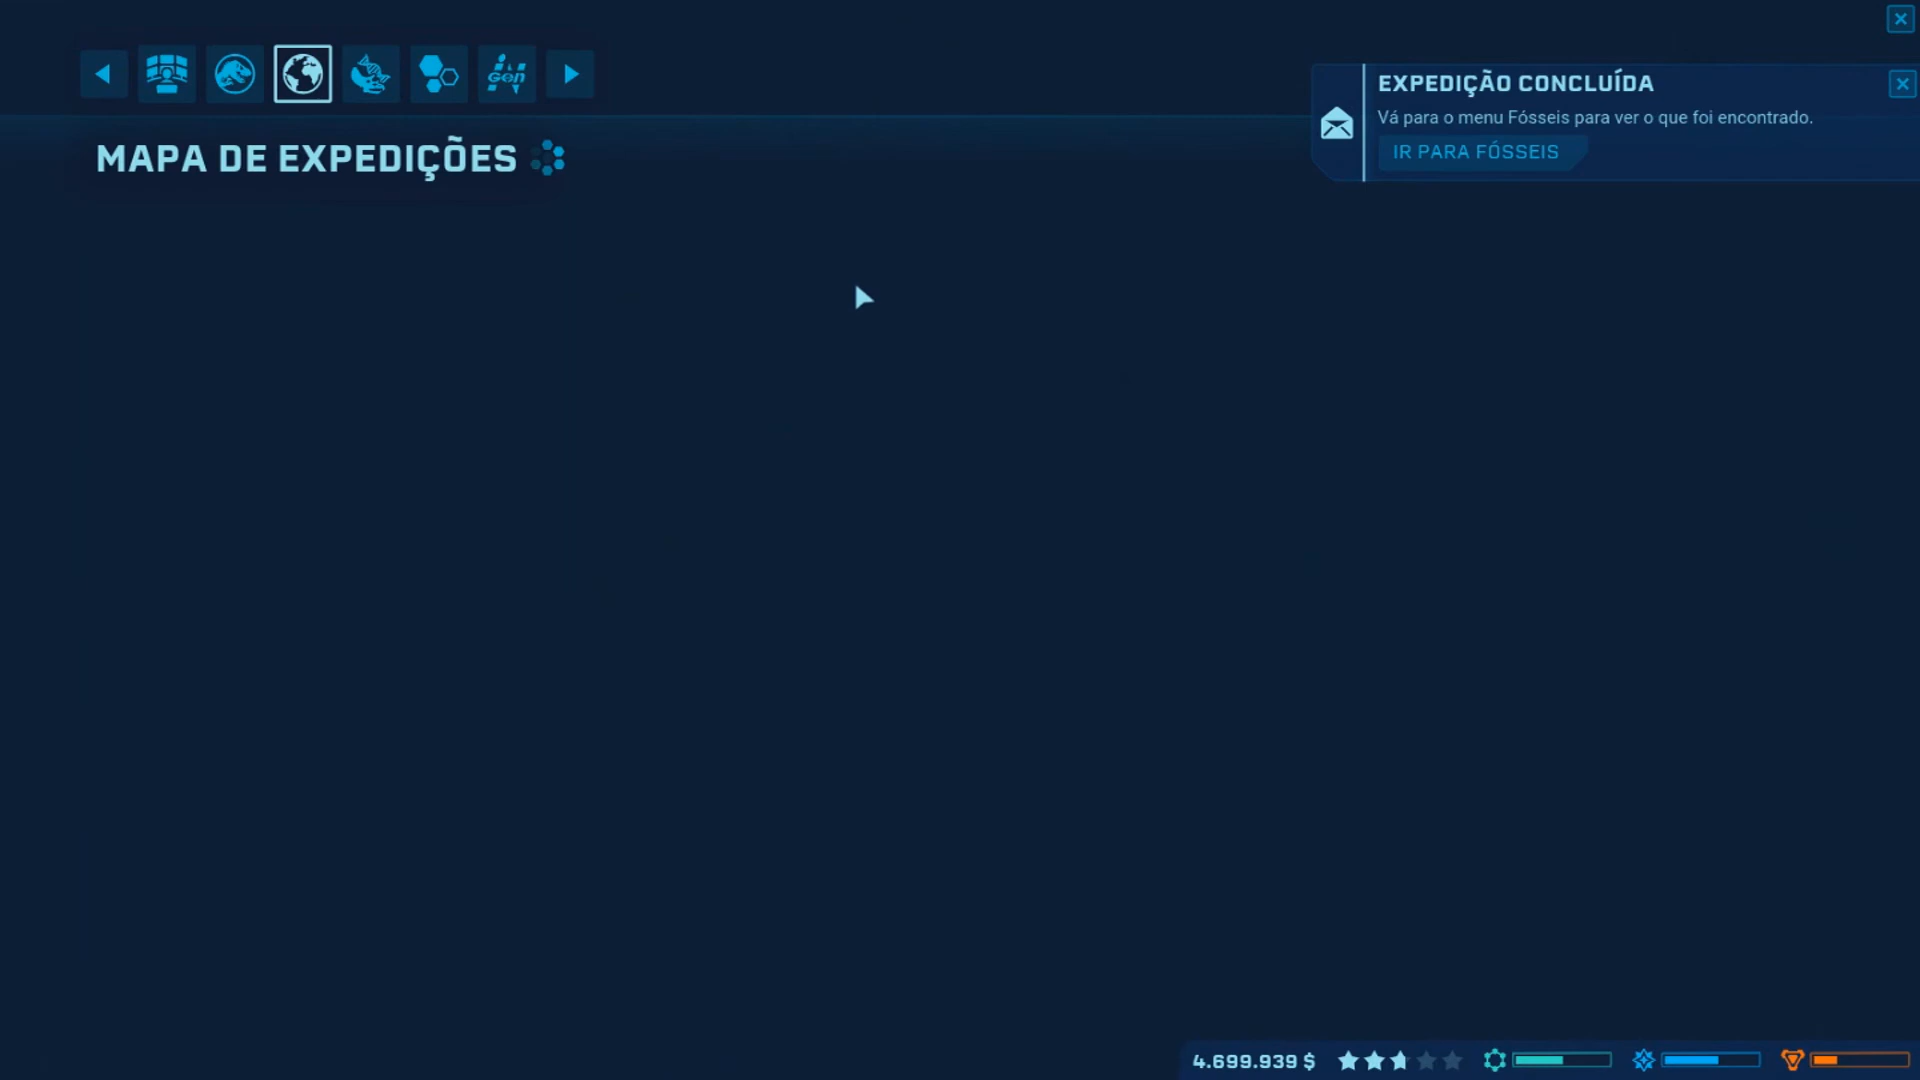 InGen
EXPEDIÇÃO CONCLUÍDA
Vá para o menu Fósseis para ver o que foi encontrado.
IR PARA FÓSSEIS
MAPA DE EXPEDIÇÕES
4.699.939 $